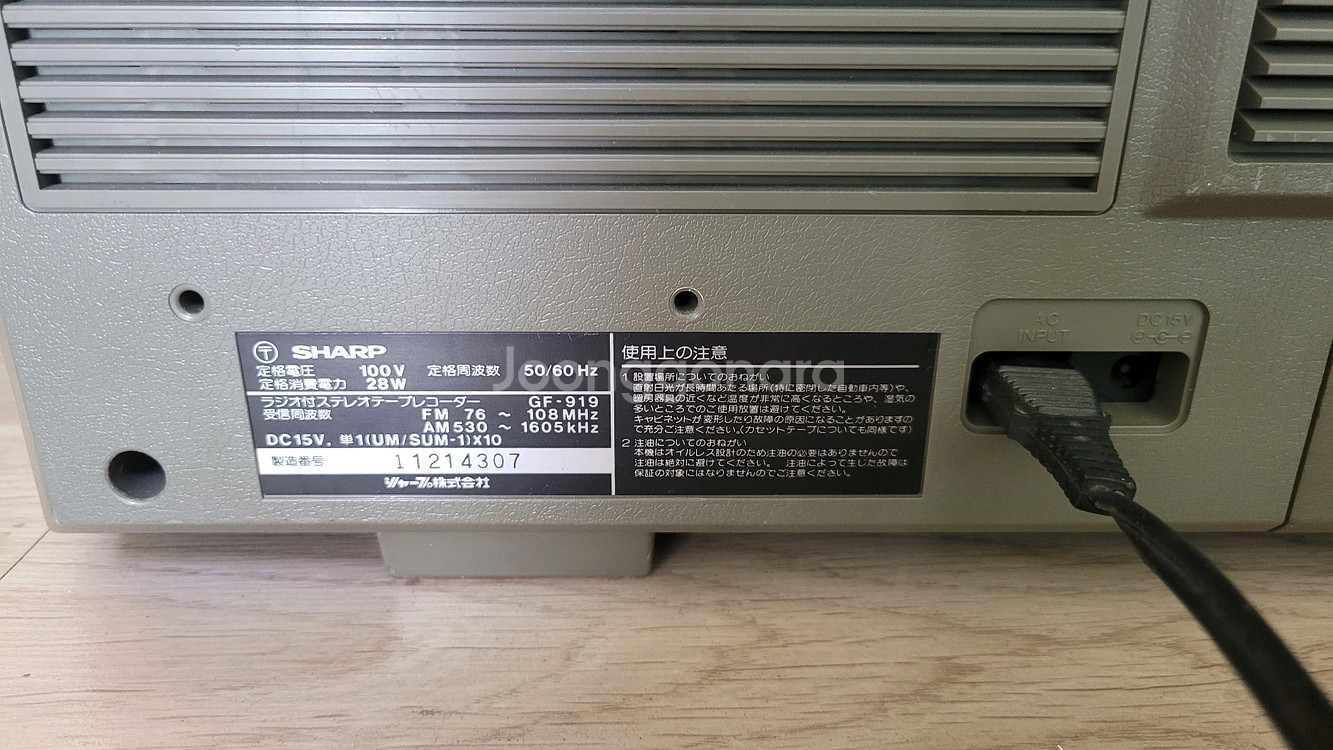 〒 SHARP
定格電圧 100V 定格周波数 50/60Hz
定格消費電力 28W
ラジオ付ステレオテープレコーダー GF-919
受信周波数 FM 76 ~ 108MHz
AM 530 ~ 1605kHz
DC15V, 単1(UM/SUM-1)X10
製造番号 11214307
シャープ株式会社
使用上の注意
1 設置場所についてのおねがい
直射日光が長時間あたる場所(特に密閉した自動車内等)や、
暖房器具の近くなど温度が非常に高くなるところや、湿気の
多いところでのご使用放置は避けてください。
キャビネットが変形したり故障の原因になることがありますの
で充分ご注意ください。(カセットテープについても同様です)
2 注油についてのおねがい
本機はオイルレス設計のため注油の必要はありませんので
注油は絶対に避けてください。 注油によって生じた故障は
保証の対象にはなりませんのでご注意ください。
AC
INPUT
DC 15V
Joonggonara